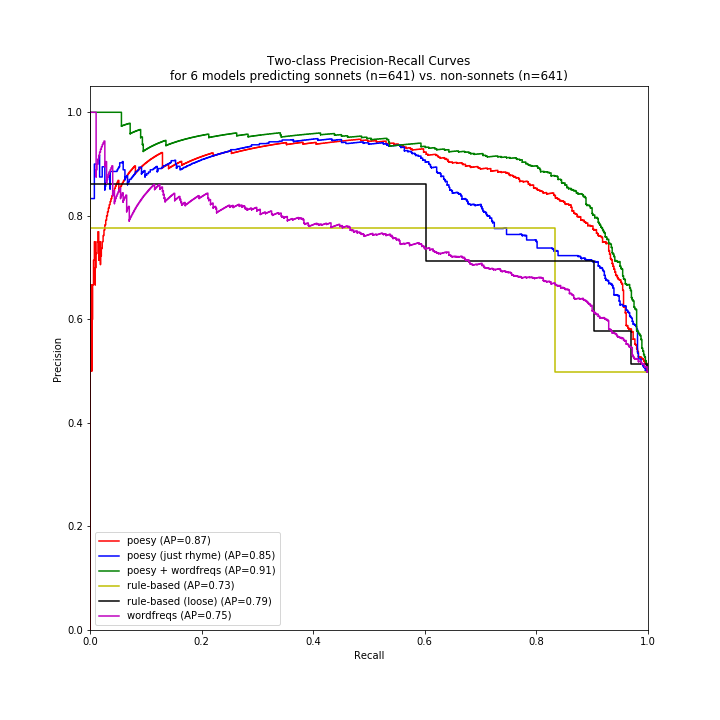 Two-class Precision-Recall Curves
for 6 models predicting sonnets (n=641) vs. non-sonnets (n=641)
Precision
1.0
0.8
0.6
0.4
0.2
0.0
poesy (AP=0.87)
poesy (just rhyme) (AP=0.85)
poesy + wordfreqs (AP=0.91)
rule-based (AP=0.73)
rule-based (loose) (AP=0.79)
wordfreqs (AP=0.75)
0.0 0.2 0.4 0.6 0.8 1.0
Recall